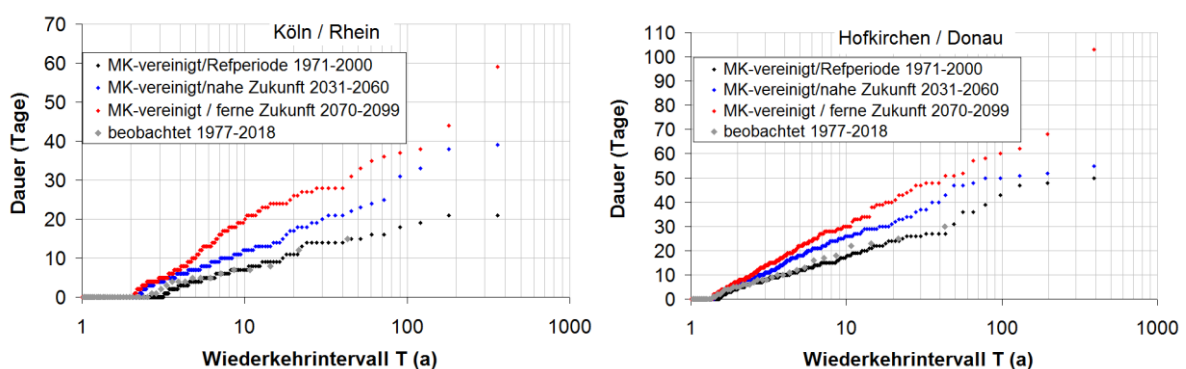 Köln / Rhein
70
60
50
40
30
20
10
0
Dauer (Tage)
MK-vereinigt/Refperiode 1971-2000
MK-vereinigt/nahe Zukunft 2031-2060
MK-vereinigt / ferne Zukunft 2070-2099
beobachtet 1977-2018
1 10 100 1000
Wiederkehrintervall T (a)
Hofkirchen / Donau
110
100
90
80
70
60
50
40
30
20
10
0
Dauer (Tage)
MK-vereinigt/Refperiode 1971-2000
MK-vereinigt/nahe Zukunft 2031-2060
MK-vereinigt / ferne Zukunft 2070-2099
beobachtet 1977-2018
1 10 100 1000
Wiederkehrintervall T (a)